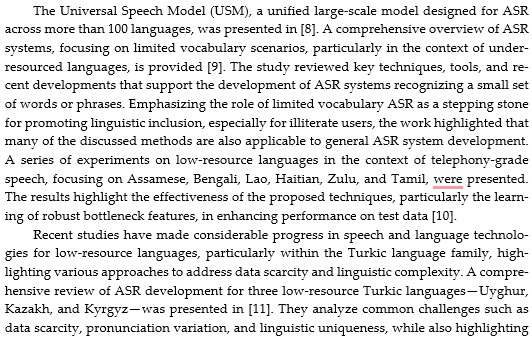 The Universal Speech Model (USM), a unified large-scale model designed for ASR
across more than 100 languages, was presented in [8]. A comprehensive overview of ASR
systems, focusing on limited vocabulary scenarios, particularly in the context of under-
resourced languages, is provided [9]. The study reviewed key techniques, tools, and re-
cent developments that support the development of ASR systems recognizing a small set
of words or phrases. Emphasizing the role of limited vocabulary ASR as a stepping stone
for promoting linguistic inclusion, especially for illiterate users, the work highlighted that
many of the discussed methods are also applicable to general ASR system development.
A series of experiments on low-resource languages in the context of telephony-grade
speech, focusing on Assamese, Bengali, Lao, Haitian, Zulu, and Tamil, were presented.
The results highlight the effectiveness of the proposed techniques, particularly the learn-
ing of robust bottleneck features, in enhancing performance on test data [10].
Recent studies have made considerable progress in speech and language technolo-
gies for low-resource languages, particularly within the Turkic language family, high-
lighting various approaches to address data scarcity and linguistic complexity. A compre-
hensive review of ASR development for three low-resource Turkic languages—Uyghur,
Kazakh, and Kyrgyz—was presented in [11]. They analyze common challenges such as
data scarcity, pronunciation variation, and linguistic uniqueness, while also highlighting